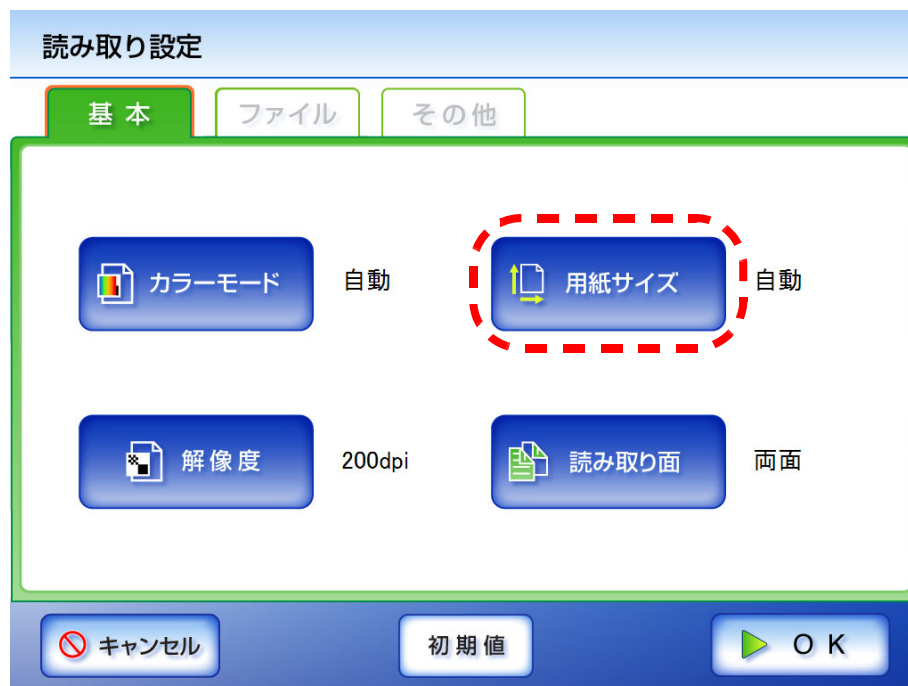 読み取り設定
基本 ファイル その他
カラーモード 自動 用紙サイズ 自動
解像度 200dpi 読み取り面 両面
キャンセル 初期値 OK